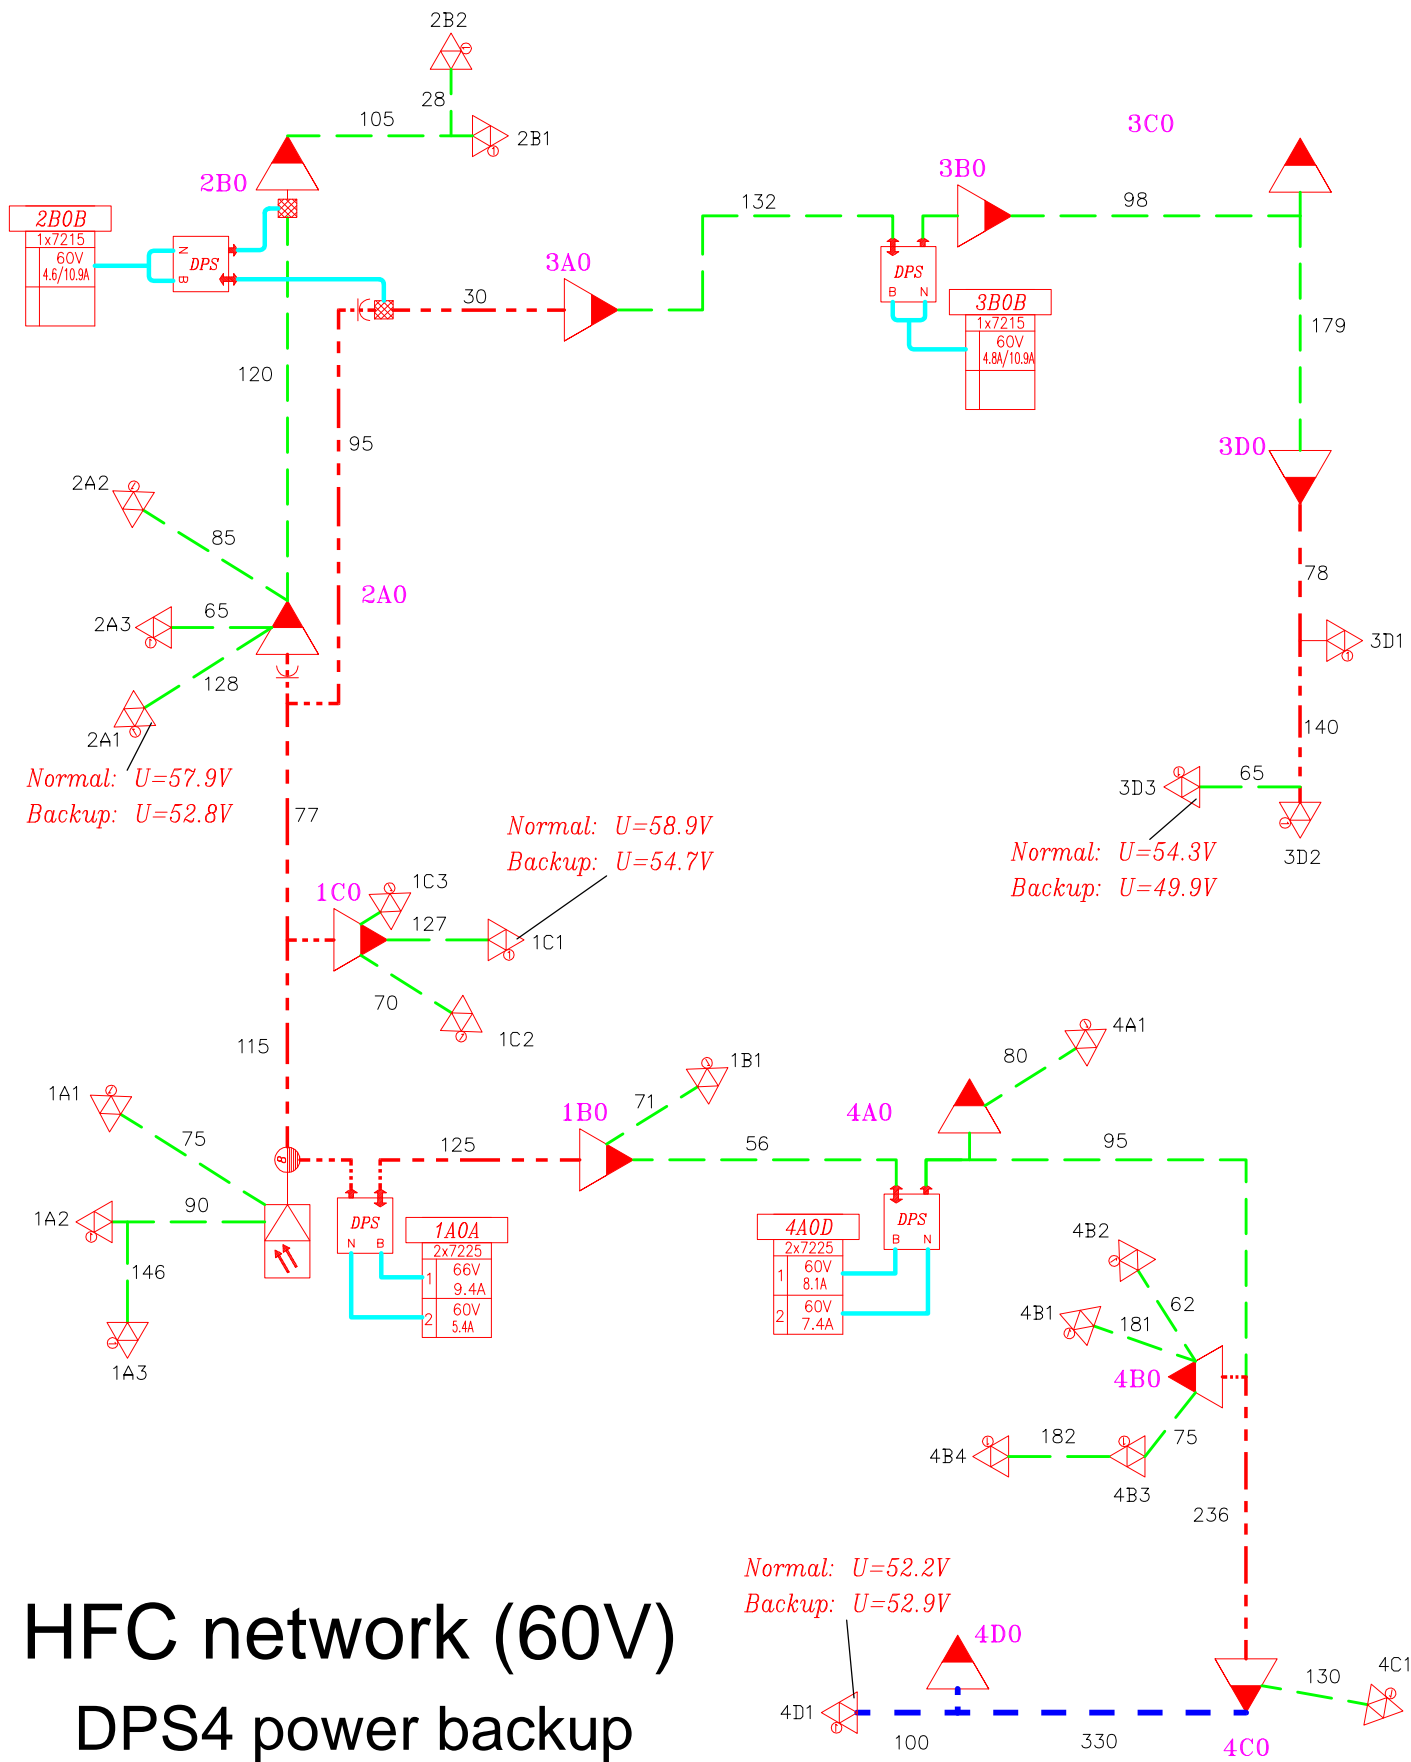 2B2
28
105
2B1
3C0
2B0
3B0
2B0B
1x7215
60V
4.6/10.9A
N
DPS
B
132
98
3A0
30
DPS
B N
3B0B
1x7215
60V
4.8A/10.9A
179
120
95
3D0
2A2
85
2A0
78
65
2A3
3D1
128
2A1
140
Normal: U=57.9V
Backup: U=52.8V
65
3D3
77
Normal: U=58.9V
Backup: U=54.7V
Normal: U=54.3V
Backup: U=49.9V
3D2
1C3
1C0
127
1C1
70
1C2
115
4A1
80
1B1
1A1
71
1B0
4A0
75
125
56
95
8
90
1A2
DPS
N B
1A0A
2x7225
1
66V
9.4A
2
60V
5.4A
4A0D
2x7225
1
60V
8.1A
2
60V
7.4A
DPS
B N
4B2
146
62
4B1
181
1A3
4B0
75
182
4B4
4B3
236
Normal: U=52.2V
Backup: U=52.9V
HFC network (60V)
4D0
4C1
130
4D1
DPS4 power backup
100
330
4C0